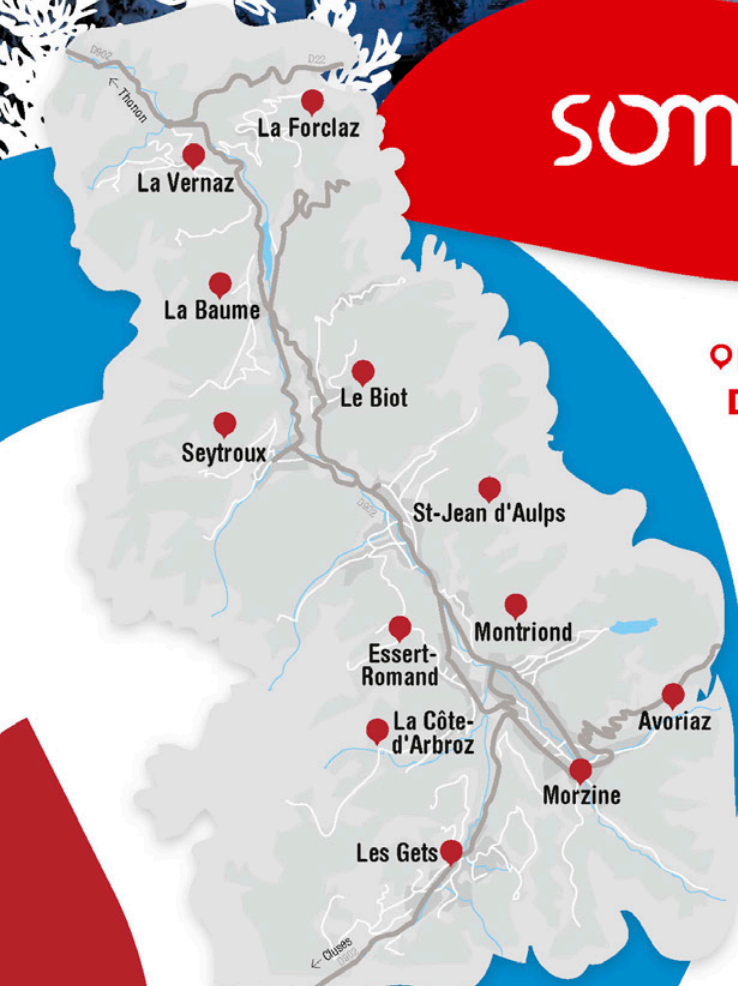 D902
D22
Thonon
La Forclaz
La Vernaz
som
La Baume
Le Biot
D
Seytroux
St-Jean d'Aulps
D902
Montriond
Essert-
Romand
Avoriaz
La Côte-
d'Arbroz
Morzine
Les Gets
Cluses
D902